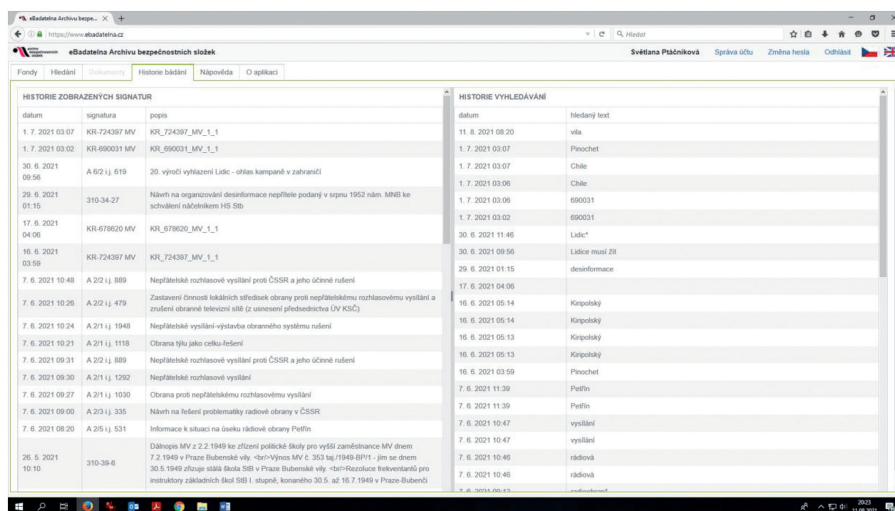 eBadatelna Archivu bezpe...
https://www.ebadatelna.cz
Hledat
eBadatelna Archivu bezpečnostních složek
Světlana Ptáčníková
Správa účtu
Změna hesla
Odhlásit
Fondy
Hledání
Dokumenty
Historie bádání
Nápověda
O aplikaci
HISTORIE ZOBRAZENÝCH SIGNATUR
datum signatura popis
1. 7. 2021 03:07 KR-724397 MV KR_724397_MV_1_1
1. 7. 2021 03:02 KR-690031 MV KR_690031_MV_1_1
30. 6. 2021
09:56
A 6/2 i.j. 619
20. výročí vyhlazení Lidic - ohlas kampaně v zahraničí
29. 6. 2021
01:15
310-34-27
Návrh na organizování desinformace nepřítele podaný v srpnu 1952 nám. MNB ke
schválení náčelníkem HS Stb
17. 6. 2021
04:06
KR-678620 MV
KR_678620_MV_1_1
16. 6. 2021
03:59
KR-724397 MV
KR_724397_MV_1_1
7. 6. 2021 10:48 A 2/2 i.j. 889 Nepřátelské rozhlasové vysílání proti ČSSR a jeho účinné rušení
7. 6. 2021 10:26 A 2/2 i.j. 479
Zastavení činnosti lokálních středisek obrany proti nepřátelskému rozhlasovému vysílání a
zrušení obranné televizní sítě (z usnesení předsednictva ÚV KSČ)
7. 6. 2021 10:24 A 2/1 i.j. 1948 Nepřátelské vysílání-výstavba obranného systému rušení
7. 6. 2021 10:21 A 2/1 i.j. 1118 Obrana týlu jako celku-řešení
7. 6. 2021 09:31 A 2/2 i.j. 889 Nepřátelské rozhlasové vysílání proti ČSSR a jeho účinné rušení
7. 6. 2021 09:30 A 2/1 i.j. 1292 Nepřátelské rozhlasové vysílání
7. 6. 2021 09:27 A 2/1 i.j. 1030 Obrana proti nepřátelskému rozhlasovému vysílání
7. 6. 2021 09:00 A 2/3 i.j. 335 Návrh na řešení problematiky radiové obrany v ČSSR
7. 6. 2021 08:20 A 2/5 i.j. 531 Informace k situaci na úseku rádiové obrany Petřín
26. 5. 2021
10:10
310-39-6
Dálnopis MV z 2.2.1949 ke zřízení politické školy pro vyšší zaměstnance MV dnem
7.2.1949 v Praze Bubenské vily. <br/>Výnos MV č. 353 taj./1949-BP/1 - jím se dnem
30.5.1949 zřizuje stálá škola StB v Praze Bubenské vily. <br/>Rezoluce frekventantů pro
instruktory základních škol StB I. stupně, konaného 30.5. až 16.7.1949 v Praze-Bubenči
HISTORIE VYHLEDÁVÁNÍ
datum hledaný text
11. 8. 2021 08:20 vila
1. 7. 2021 03:07 Pinochet
1. 7. 2021 03:07 Chile
1. 7. 2021 03:06 Chile
1. 7. 2021 03:06 690031
1. 7. 2021 03:02 690031
30. 6. 2021 11:46 Lidic*
30. 6. 2021 09:56 Lidice musí žít
29. 6. 2021 01:15 desinformace
17. 6. 2021 04:06
16. 6. 2021 05:14 Kiripolský
16. 6. 2021 05:14 Kiripolský
16. 6. 2021 05:13 Kiripolský
16. 6. 2021 05:13 Kiripolský
16. 6. 2021 03:59 Pinochet
7. 6. 2021 11:39 Petřín
7. 6. 2021 11:39 Petřín
7. 6. 2021 10:47 vysílání
7. 6. 2021 10:47 vysílání
7. 6. 2021 10:46 rádiová
7. 6. 2021 10:46 rádiová
20:23
11.08.2021